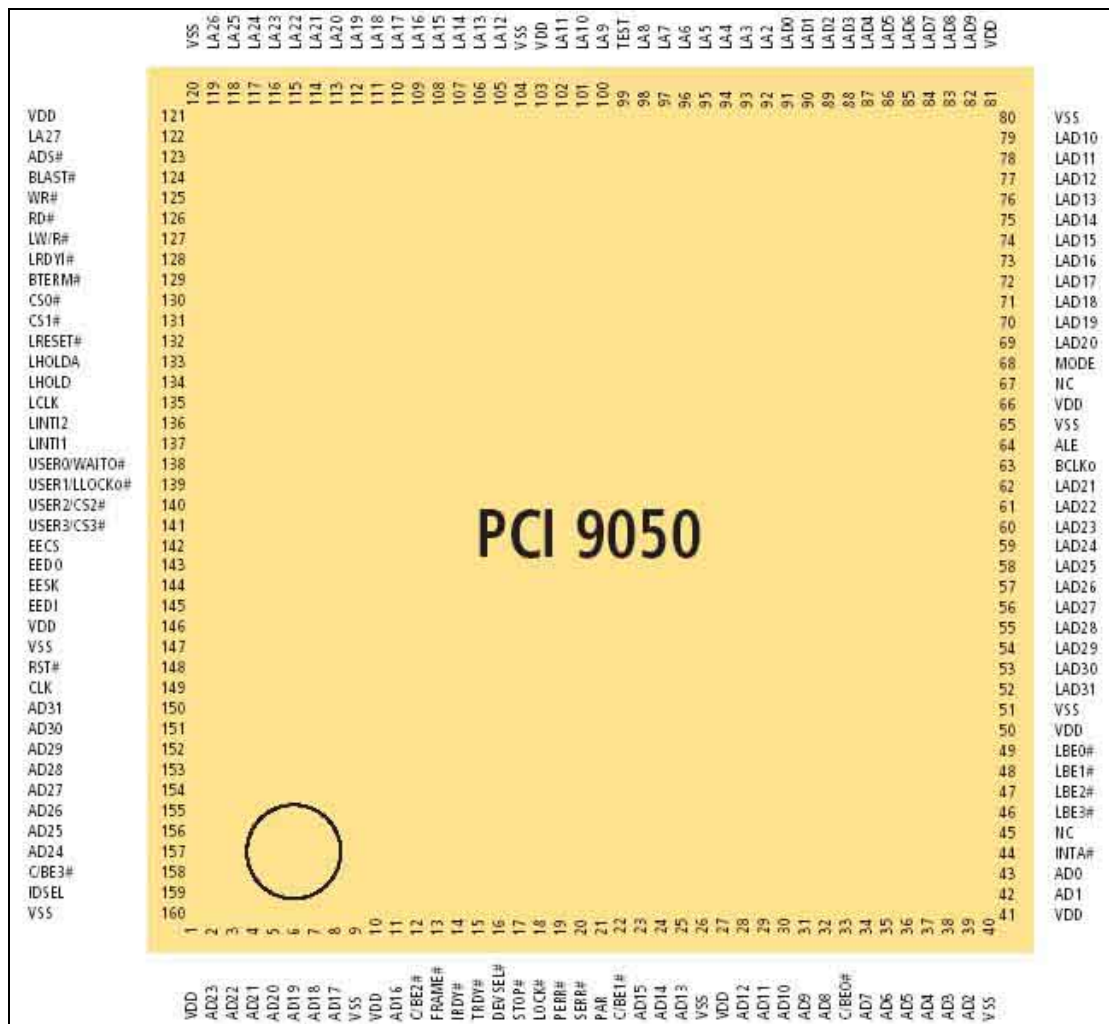 VSS LA26 LA25 LA24 LA23 LA22 LA21 LA20 LA19 LA18 LA17 LA16 LA15 LA14 LA13 LA12 VSS VDD LA11 LA10 LA9 TEST LA8 LA7 LA6 LA5 LA4 LA3 LA2 LAD0 LAD1 LAD2 LAD3 LAD4 LAD5 LAD6 LAD7 LAD8 LAD9 VDD
120 119 118 117 116 115 114 113 112 111 110 109 108 107 106 105 104 103 102 101 100 99 98 97 96 95 94 93 92 91 90 89 88 87 86 85 84 83 82 81
VDD 121 80 VSS
LA27 122 79 LAD10
ADS# 123 78 LAD11
BLAST# 124 77 LAD12
WR# 125 76 LAD13
RD# 126 75 LAD14
LW/R# 127 74 LAD15
LRDYI# 128 73 LAD16
BTERM# 129 72 LAD17
CS0# 130 71 LAD18
CS1# 131 70 LAD19
LRESET# 132 69 LAD20
LHOLDA 133 68 MODE
LHOLD 134 67 NC
LCLK 135 66 VDD
LINTI2 136 65 VSS
LINTI1 137 64 ALE
USER0/WAITO# 138 63 BCLKo
USER1/LLOCKo# 139 62 LAD21
USER2/CS2# 140 61 LAD22
USER3/CS3# 141 60 LAD23
EECS 142 59 LAD24
EEDO 143 58 LAD25
EESK 144 57 LAD26
EEDI 145 56 LAD27
VDD 146 55 LAD28
VSS 147 54 LAD29
RST# 148 53 LAD30
CLK 149 52 LAD31
AD31 150 51 VSS
AD30 151 50 VDD
AD29 152 49 LBE0#
AD28 153 48 LBE1#
AD27 154 47 LBE2#
AD26 155 46 LBE3#
AD25 156 45 NC
AD24 157 44 INTA#
C/BE3# 158 43 AD0
IDSEL 159 42 AD1
VSS 160 41 VDD
PCI 9050
1 2 3 4 5 6 7 8 9 10 11 12 13 14 15 16 17 18 19 20 21 22 23 24 25 26 27 28 29 30 31 32 33 34 35 36 37 38 39 40
VDD AD23 AD22 AD21 AD20 AD19 AD18 AD17 VSS VDD AD16 C/BE2# FRAME# IRDY# TRDY# DEVSEL# STOP# LOCK# PERR# SERR# PAR C/BE1# AD15 AD14 AD13 VSS VDD AD12 AD11 AD10 AD9 AD8 C/BE0# AD7 AD6 AD5 AD4 AD3 AD2 VSS